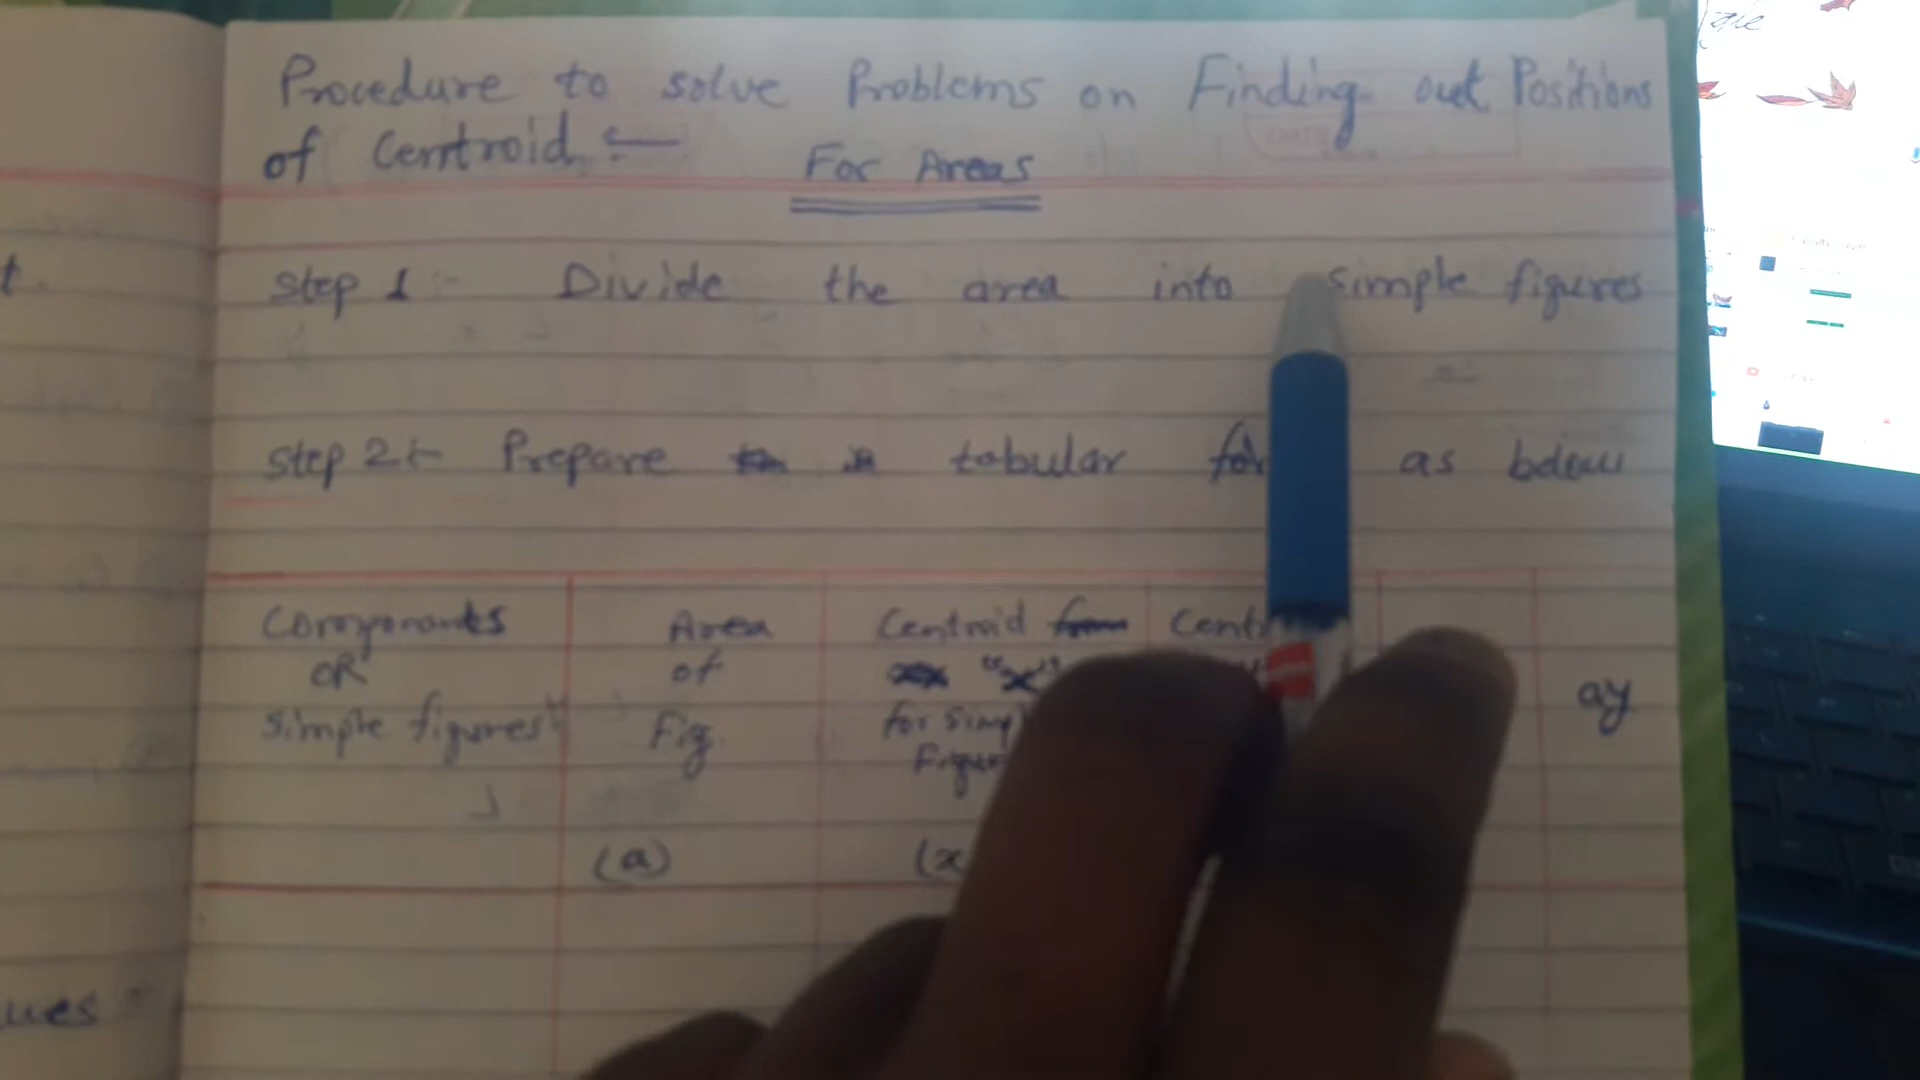 Procedure to solve Problems on Finding out Positions
of Centroid :-
For Areas
Step 1 :- Divide the area into simple figures
t.
Step 2 :- Prepare tabular as below
Components Area Centroid
OR of "x"
Simple figures Fig. for ay
(a) (x
ues